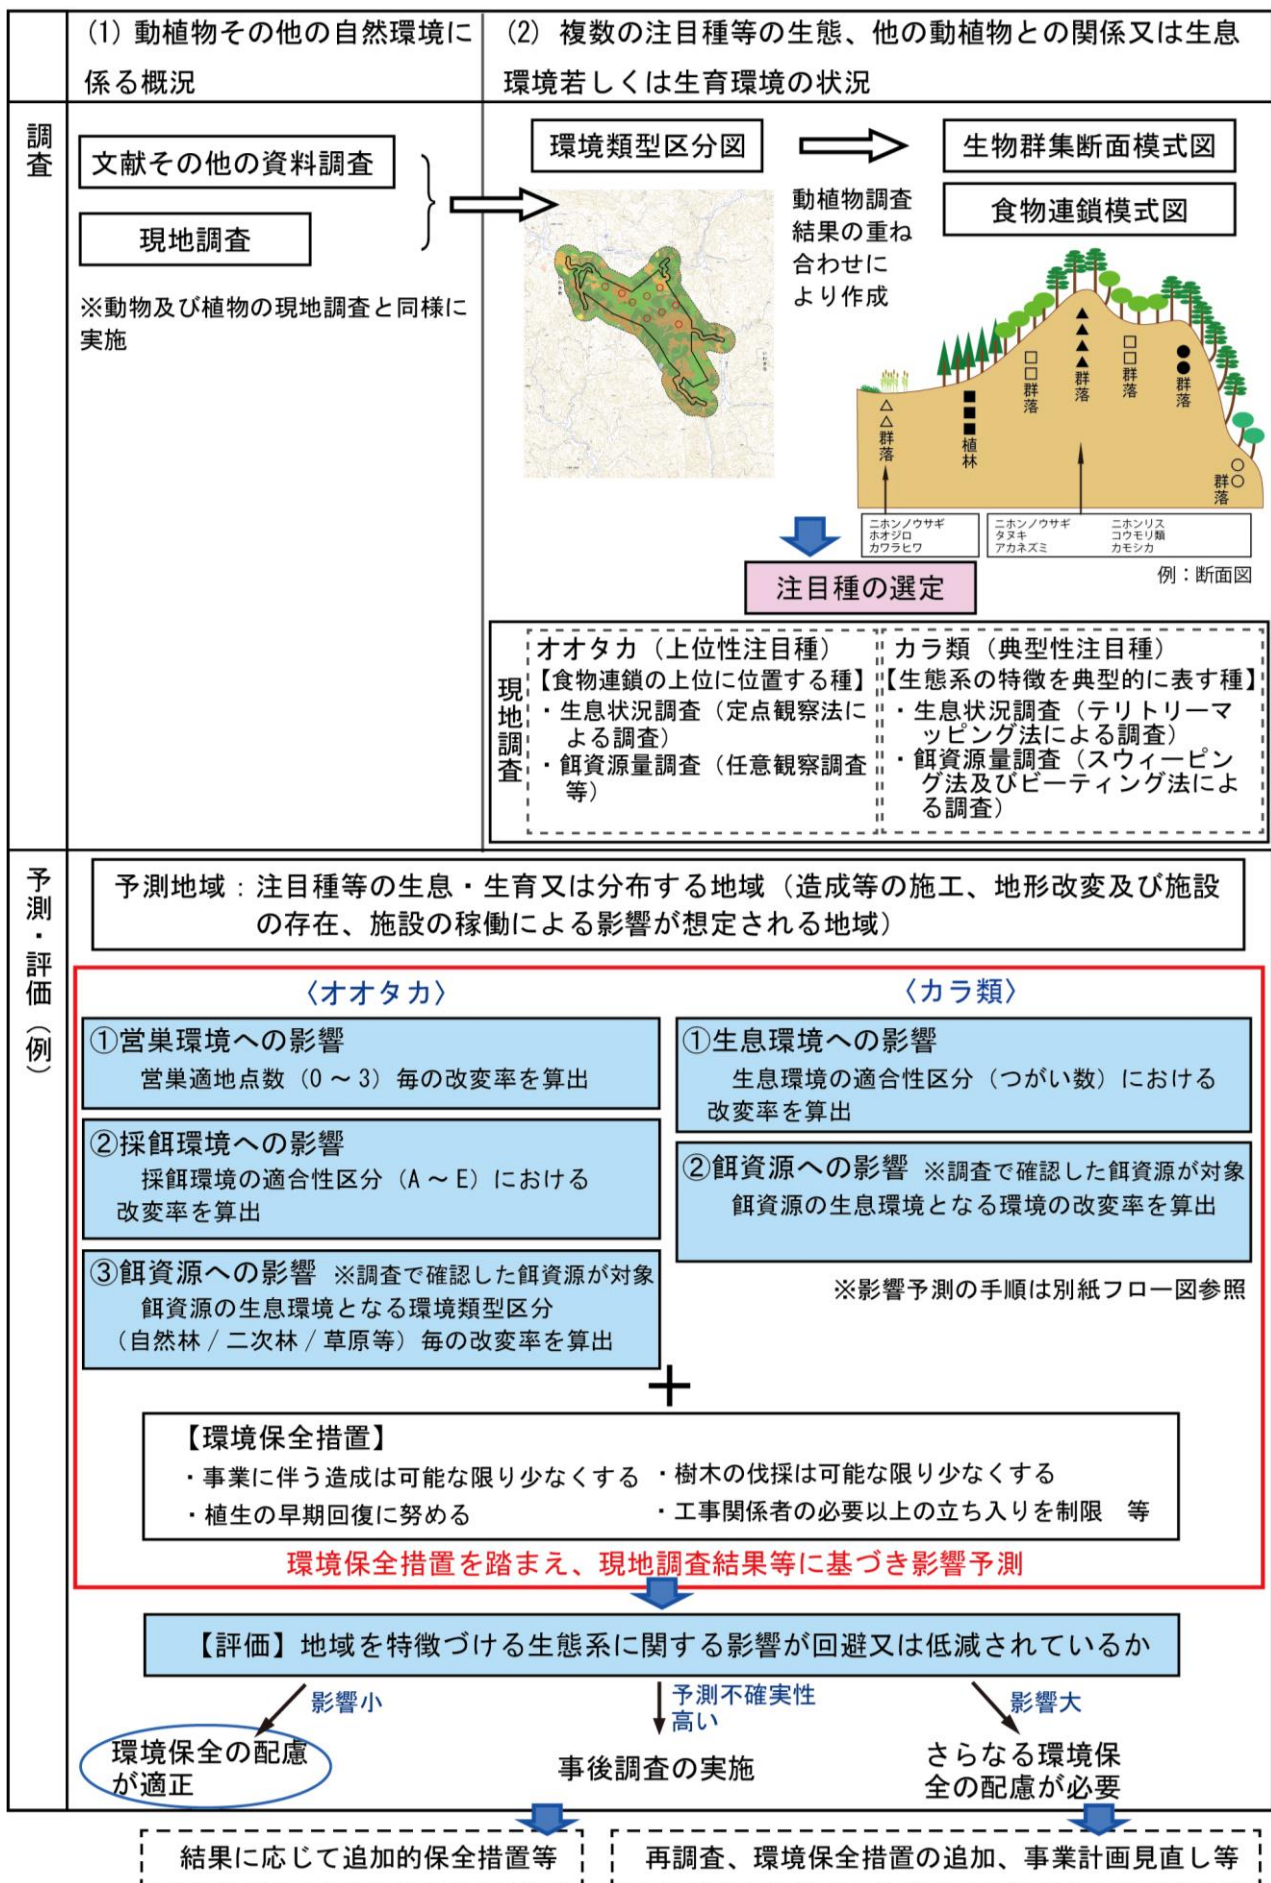 (1) 動植物その他の自然環境に
係る概況
(2) 複数の注目種等の生態、他の動植物との関係又は生息
環境若しくは生育環境の状況
調査
文献その他の資料調査
現地調査
※動物及び植物の現地調査と同様に
実施
環境類型区分図
動植物調査
結果の重ね
合わせに
より作成
生物群集断面模式図
食物連鎖模式図
△△群落
■■■植林
□□群落
▲▲▲▲群落
□□群落
●●群落
○○群落
ニホンノウサギ
ホオジロ
カワラヒワ
ニホンノウサギ ニホンリス
タヌキ コウモリ類
アカネズミ カモシカ
例：断面図
注目種の選定
現地調査
オオタカ（上位性注目種）
【食物連鎖の上位に位置する種】
・生息状況調査（定点観察法に
よる調査）
・餌資源量調査（任意観察調査
等）
カラ類（典型性注目種）
【生態系の特徴を典型的に表す種】
・生息状況調査（テリトリーマ
ッピング法による調査）
・餌資源量調査（スウィーピン
グ法及びビーティング法によ
る調査）
予測・評価（例）
予測地域：注目種等の生息・生育又は分布する地域（造成等の施工、地形改変及び施設
の存在、施設の稼働による影響が想定される地域）
〈オオタカ〉
①営巣環境への影響
営巣適地点数（0～3）毎の改変率を算出
②採餌環境への影響
採餌環境の適合性区分（A～E）における
改変率を算出
③餌資源への影響 ※調査で確認した餌資源が対象
餌資源の生息環境となる環境類型区分
（自然林/二次林/草原等）毎の改変率を算出
〈カラ類〉
①生息環境への影響
生息環境の適合性区分（つがい数）における
改変率を算出
②餌資源への影響 ※調査で確認した餌資源が対象
餌資源の生息環境となる環境の改変率を算出
※影響予測の手順は別紙フロー図参照
＋
【環境保全措置】
・事業に伴う造成は可能な限り少なくする ・樹木の伐採は可能な限り少なくする
・植生の早期回復に努める ・工事関係者の必要以上の立ち入りを制限 等
環境保全措置を踏まえ、現地調査結果等に基づき影響予測
【評価】地域を特徴づける生態系に関する影響が回避又は低減されているか
影響小
予測不確実性
高い
影響大
環境保全の配慮
が適正
事後調査の実施
さらなる環境保
全の配慮が必要
結果に応じて追加的保全措置等
再調査、環境保全措置の追加、事業計画見直し等